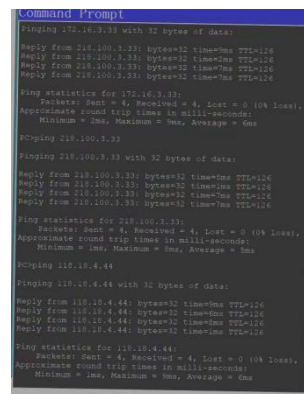 Command Prompt
Pinging 172.16.3.33 with 32 bytes of data:
Reply from 218.100.3.33: bytes=32 time=9ms TTL=126
Reply from 218.100.3.33: bytes=32 time=2ms TTL=126
Reply from 218.100.3.33: bytes=32 time=7ms TTL=126
Reply from 218.100.3.33: bytes=32 time=7ms TTL=126
Ping statistics for 172.16.3.33:
Packets: Sent = 4, Received = 4, Lost = 0 (0% loss),
Approximate round trip times in milli-seconds:
Minimum = 2ms, Maximum = 9ms, Average = 6ms
PC>ping 218.100.3.33
Pinging 218.100.3.33 with 32 bytes of data:
Reply from 218.100.3.33: bytes=32 TTL=126
Reply from 218.100.3.33: bytes=32 time=1ms TTL=126
Reply from 218.100.3.33: bytes=32 time=7ms TTL=126
Reply from 218.100.3.33: bytes=32 time=7ms TTL=126
Ping statistics for 218.100.3.33:
Packets: Sent = 4, Received = 4, Lost = 0 (0% loss),
Approximate round trip times in milli-seconds:
Minimum = 1ms, Maximum = Average = 5ms
PC>ping 118.18.4.44
Pinging 118.18.4.44 with 32 bytes of data:
Reply from 118.18.4.44: bytes=32 time=9ms TTL=126
Reply from 118.18.4.44: bytes=32 time=6ms TTL=126
Reply from 118.18.4.44: bytes=32 TTL=126
Reply from 118.18.4.44: bytes=32 time=1ms TTL=126
Ping statistics for 118.18.4.44:
Packets: Sent = 4, Received = 4, Lost = 0 (0% loss),
Approximate round trip times in milli-seconds:
Minimum = 1ms, Maximum = 9ms, Average = 6ms